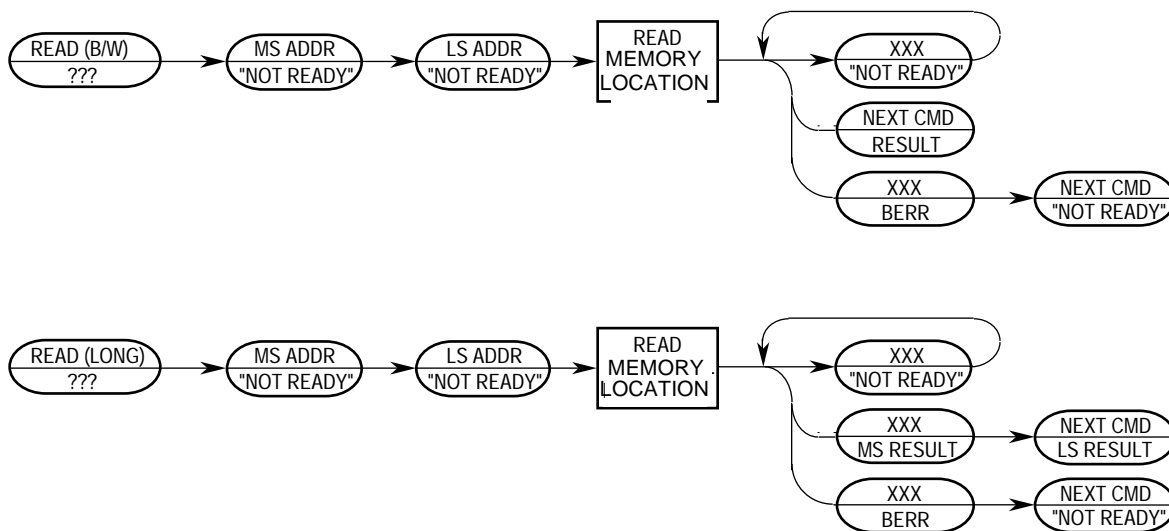 READ (B/W)
???
MS ADDR
"NOT READY"
LS ADDR
"NOT READY"
READ
MEMORY
LOCATION
XXX
"NOT READY"
NEXT CMD
RESULT
XXX
BERR
NEXT CMD
"NOT READY"
READ (LONG)
???
MS ADDR
"NOT READY"
LS ADDR
"NOT READY"
READ
MEMORY
LOCATION
XXX
"NOT READY"
XXX
MS RESULT
NEXT CMD
LS RESULT
XXX
BERR
NEXT CMD
"NOT READY"